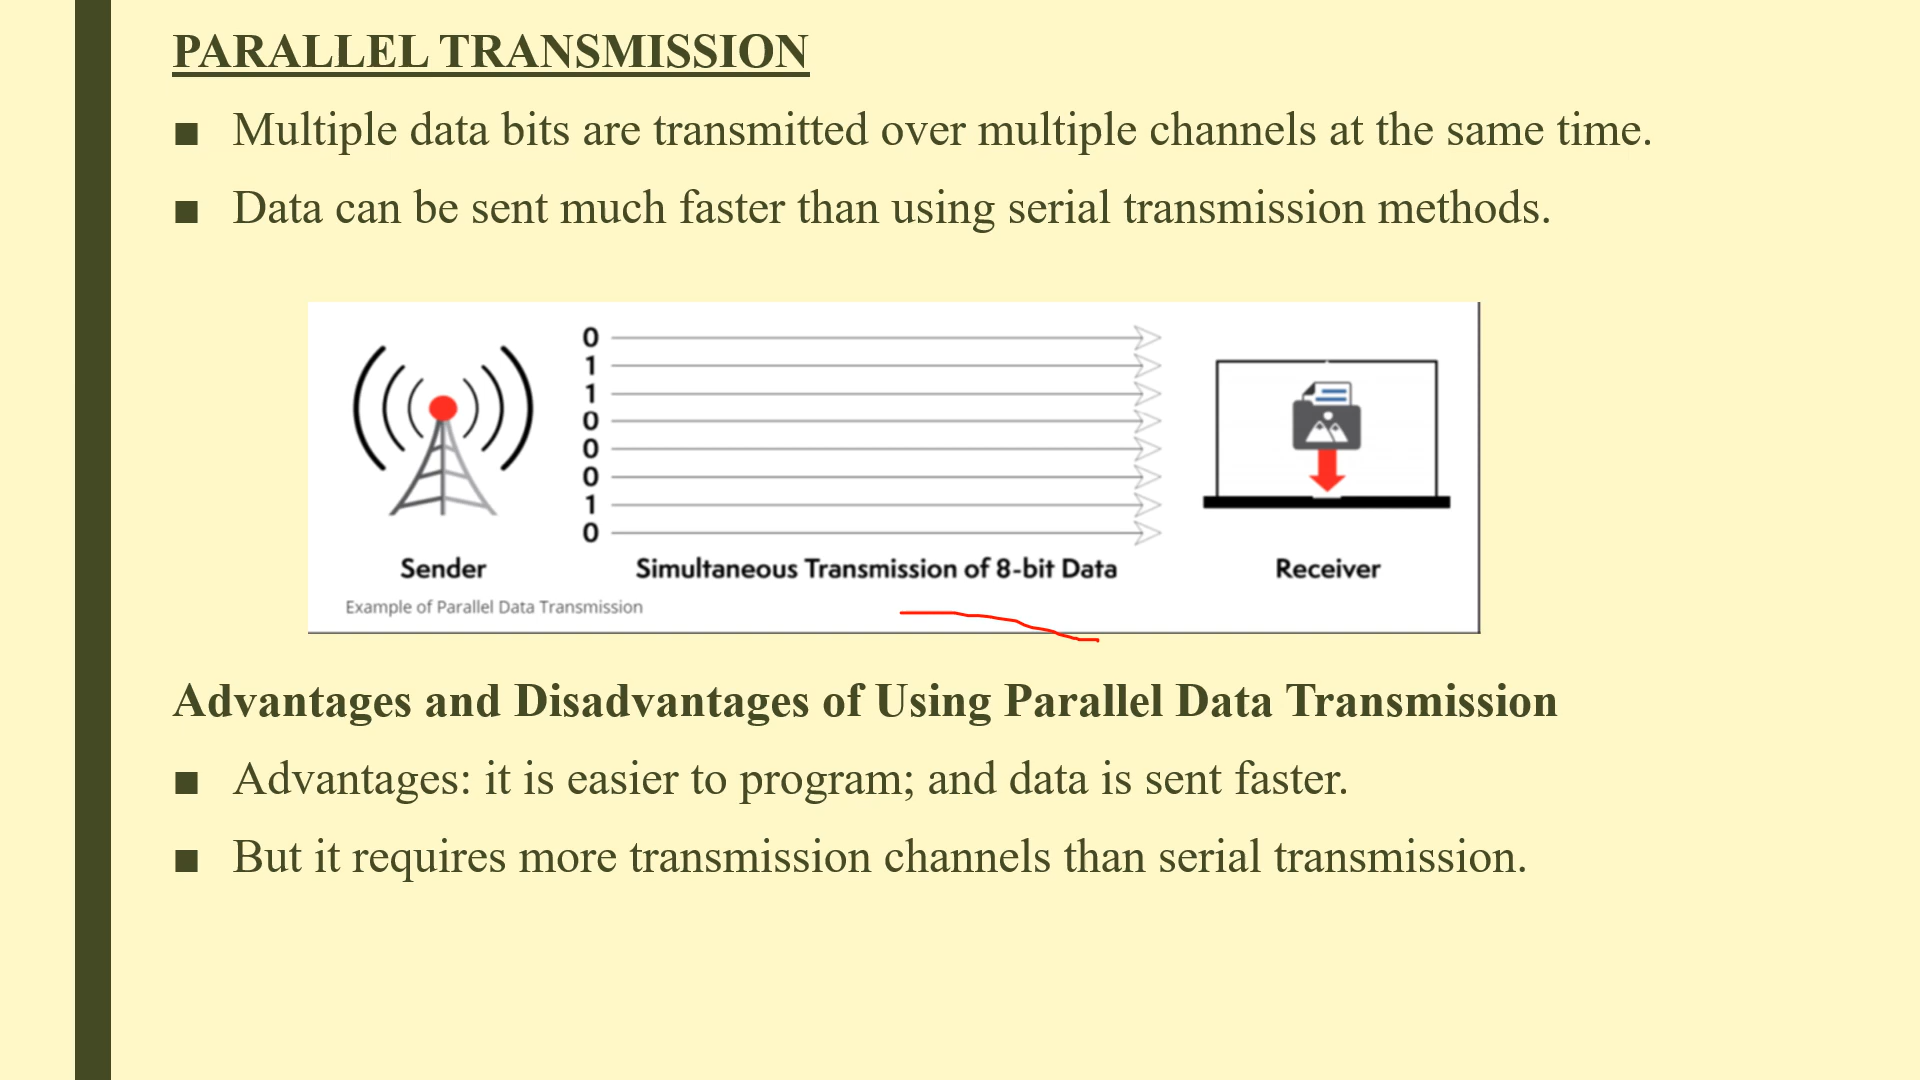 PARALLEL TRANSMISSION
■ Multiple data bits are transmitted over multiple channels at the same time.
■ Data can be sent much faster than using serial transmission methods.
0
1
1
0
0
0
1
0
Sender
Simultaneous Transmission of 8-bit Data
Receiver
Example of Parallel Data Transmission
Advantages and Disadvantages of Using Parallel Data Transmission
■ Advantages: it is easier to program; and data is sent faster.
■ But it requires more transmission channels than serial transmission.